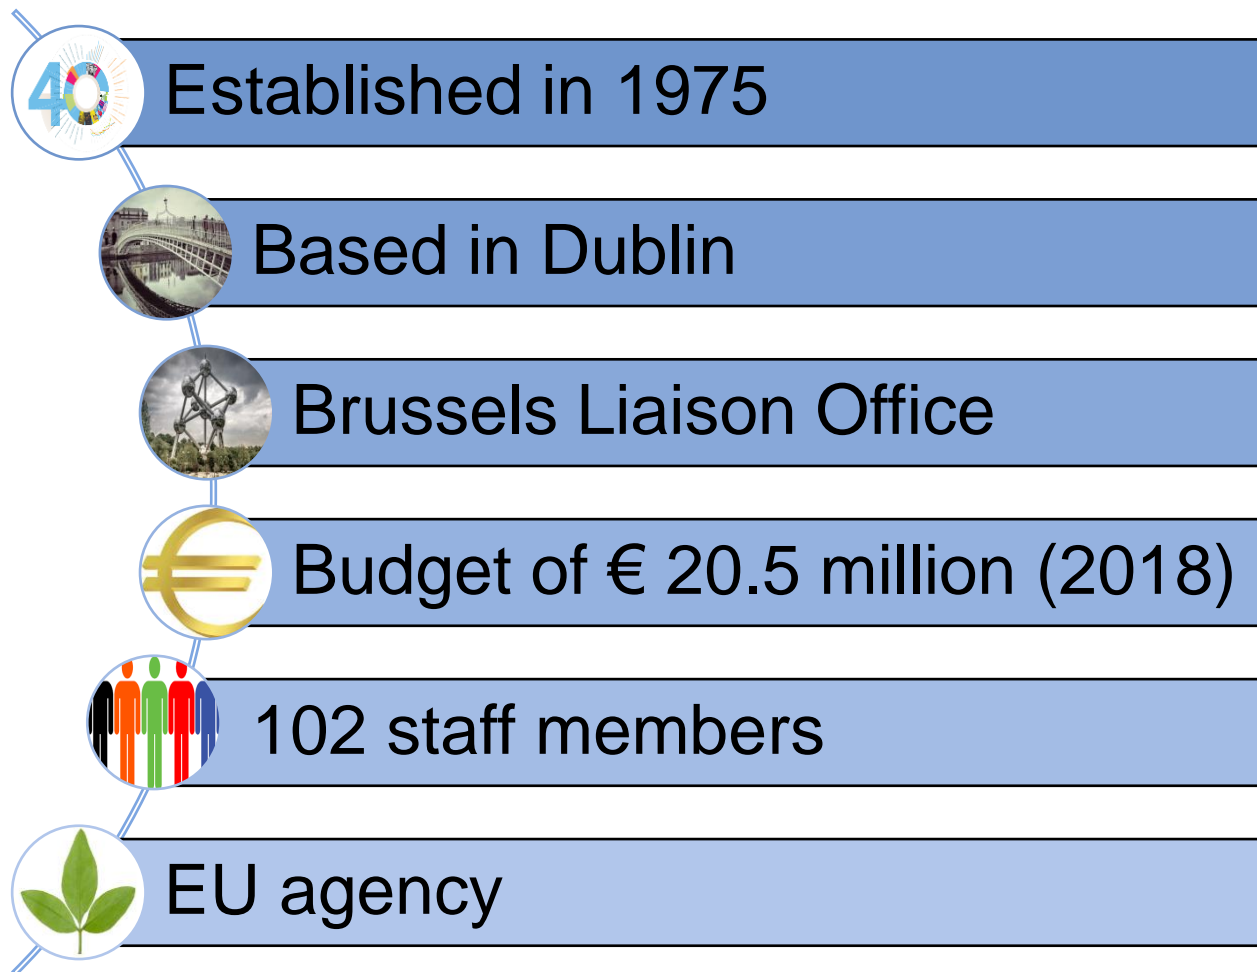 40
Established in 1975
Based in Dublin
Brussels Liaison Office
Budget of € 20.5 million (2018)
102 staff members
EU agency